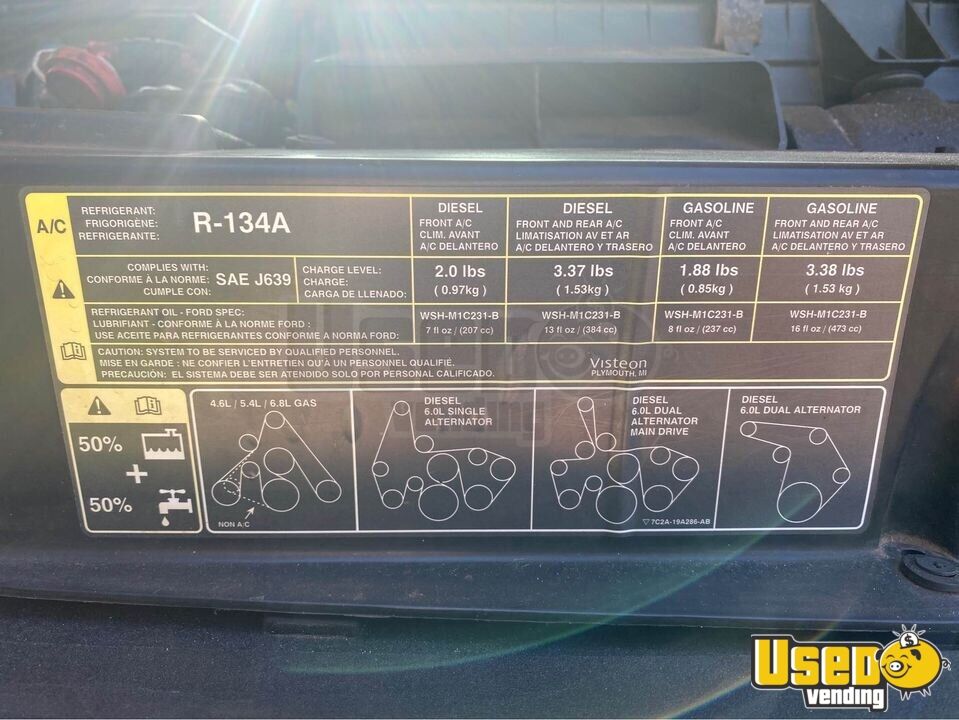 A/C
REFRIGERANT:
FRIGORIGÈNE:
REFRIGERANTE:
R-134A
DIESEL
FRONT A/C
CLIM. AVANT
A/C DELANTERO
DIESEL
FRONT AND REAR A/C
LIMATISATION AV ET AR
A/C DELANTERO Y TRASERO
GASOLINE
FRONT A/C
CLIM. AVANT
A/C DELANTERO
GASOLINE
FRONT AND REAR A/C
LIMATISATION AV ET AR
A/C DELANTERO Y TRASERO
COMPLIES WITH:
CONFORME À LA NORME:
CUMPLE CON:
SAE J639
CHARGE LEVEL:
CHARGE:
CARGA DE LLENADO:
2.0 lbs
( 0.97kg )
3.37 lbs
( 1.53kg )
1.88 lbs
( 0.85kg )
3.38 lbs
( 1.53 kg )
REFRIGERANT OIL - FORD SPEC:
LUBRIFIANT - CONFORME À LA NORME FORD :
USE ACEITE PARA REFRIGERANTES CONFORME A NORMA FORD:
WSH-M1C231-B
7 fl oz / (207 cc)
WSH-M1C231-B
13 fl oz / (384 cc)
WSH-M1C231-B
8 fl oz / (237 cc)
WSH-M1C231-B
16 fl oz / (473 cc)
CAUTION: SYSTEM TO BE SERVICED BY QUALIFIED PERSONNEL.
MISE EN GARDE : NE CONFIER L'ENTRETIEN QU'À UN PERSONNEL QUALIFIÉ.
PRECAUCIÓN: EL SISTEMA DEBE SER ATENDIDO SOLO POR PERSONAL CALIFICADO.
Visteon
PLYMOUTH, MI
50%
+
50%
4.6L / 5.4L / 6.8L GAS
NON A/C
DIESEL
6.0L SINGLE
ALTERNATOR
DIESEL
6.0L DUAL
ALTERNATOR
MAIN DRIVE
7C2A-19A286-AB
DIESEL
6.0L DUAL ALTERNATOR
USED
vending